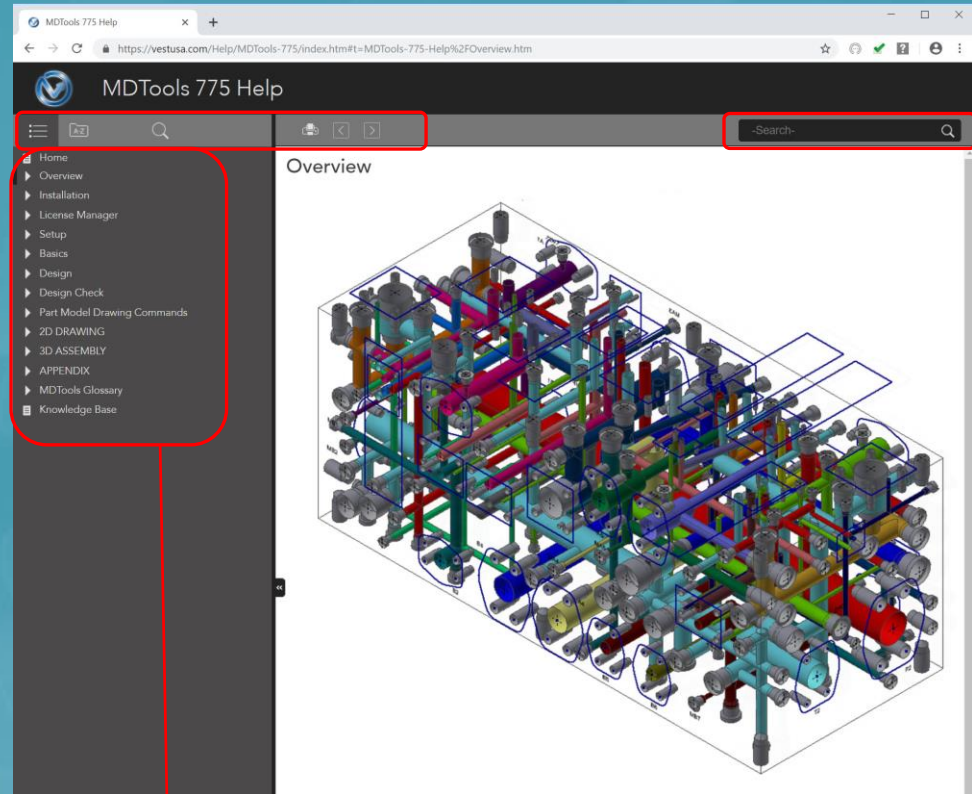 MDTools 775 Help
https://vestusa.com/Help/MDTools-775/index.htm#t=MDTools-775-Help%2FOverview.htm
MDTools 775 Help
A-Z
-Search-
Home
Overview
Installation
License Manager
Setup
Basics
Design
Design Check
Part Model Drawing Commands
2D DRAWING
3D ASSEMBLY
APPENDIX
MDTools Glossary
Knowledge Base
Overview